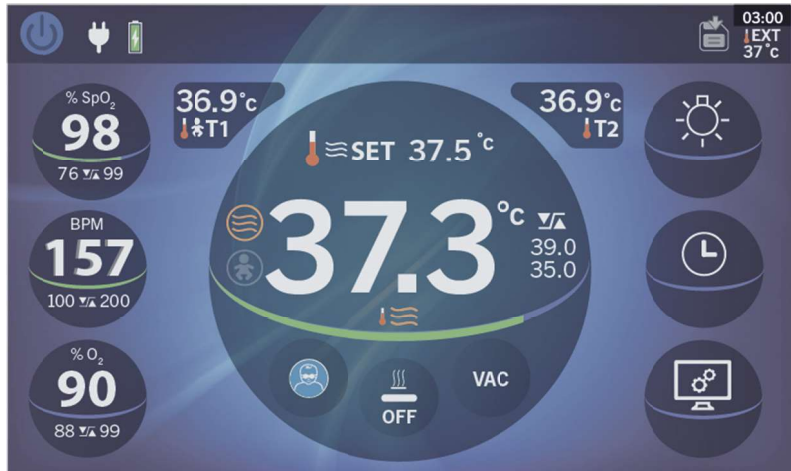 03:00
EXT
37°c
% SpO₂
98
76 99
36.9°c
T1
36.9°c
T2
SET 37.5 °c
37.3 °c
39.0
35.0
BPM
157
100 200
% O₂
90
88 99
OFF
VAC